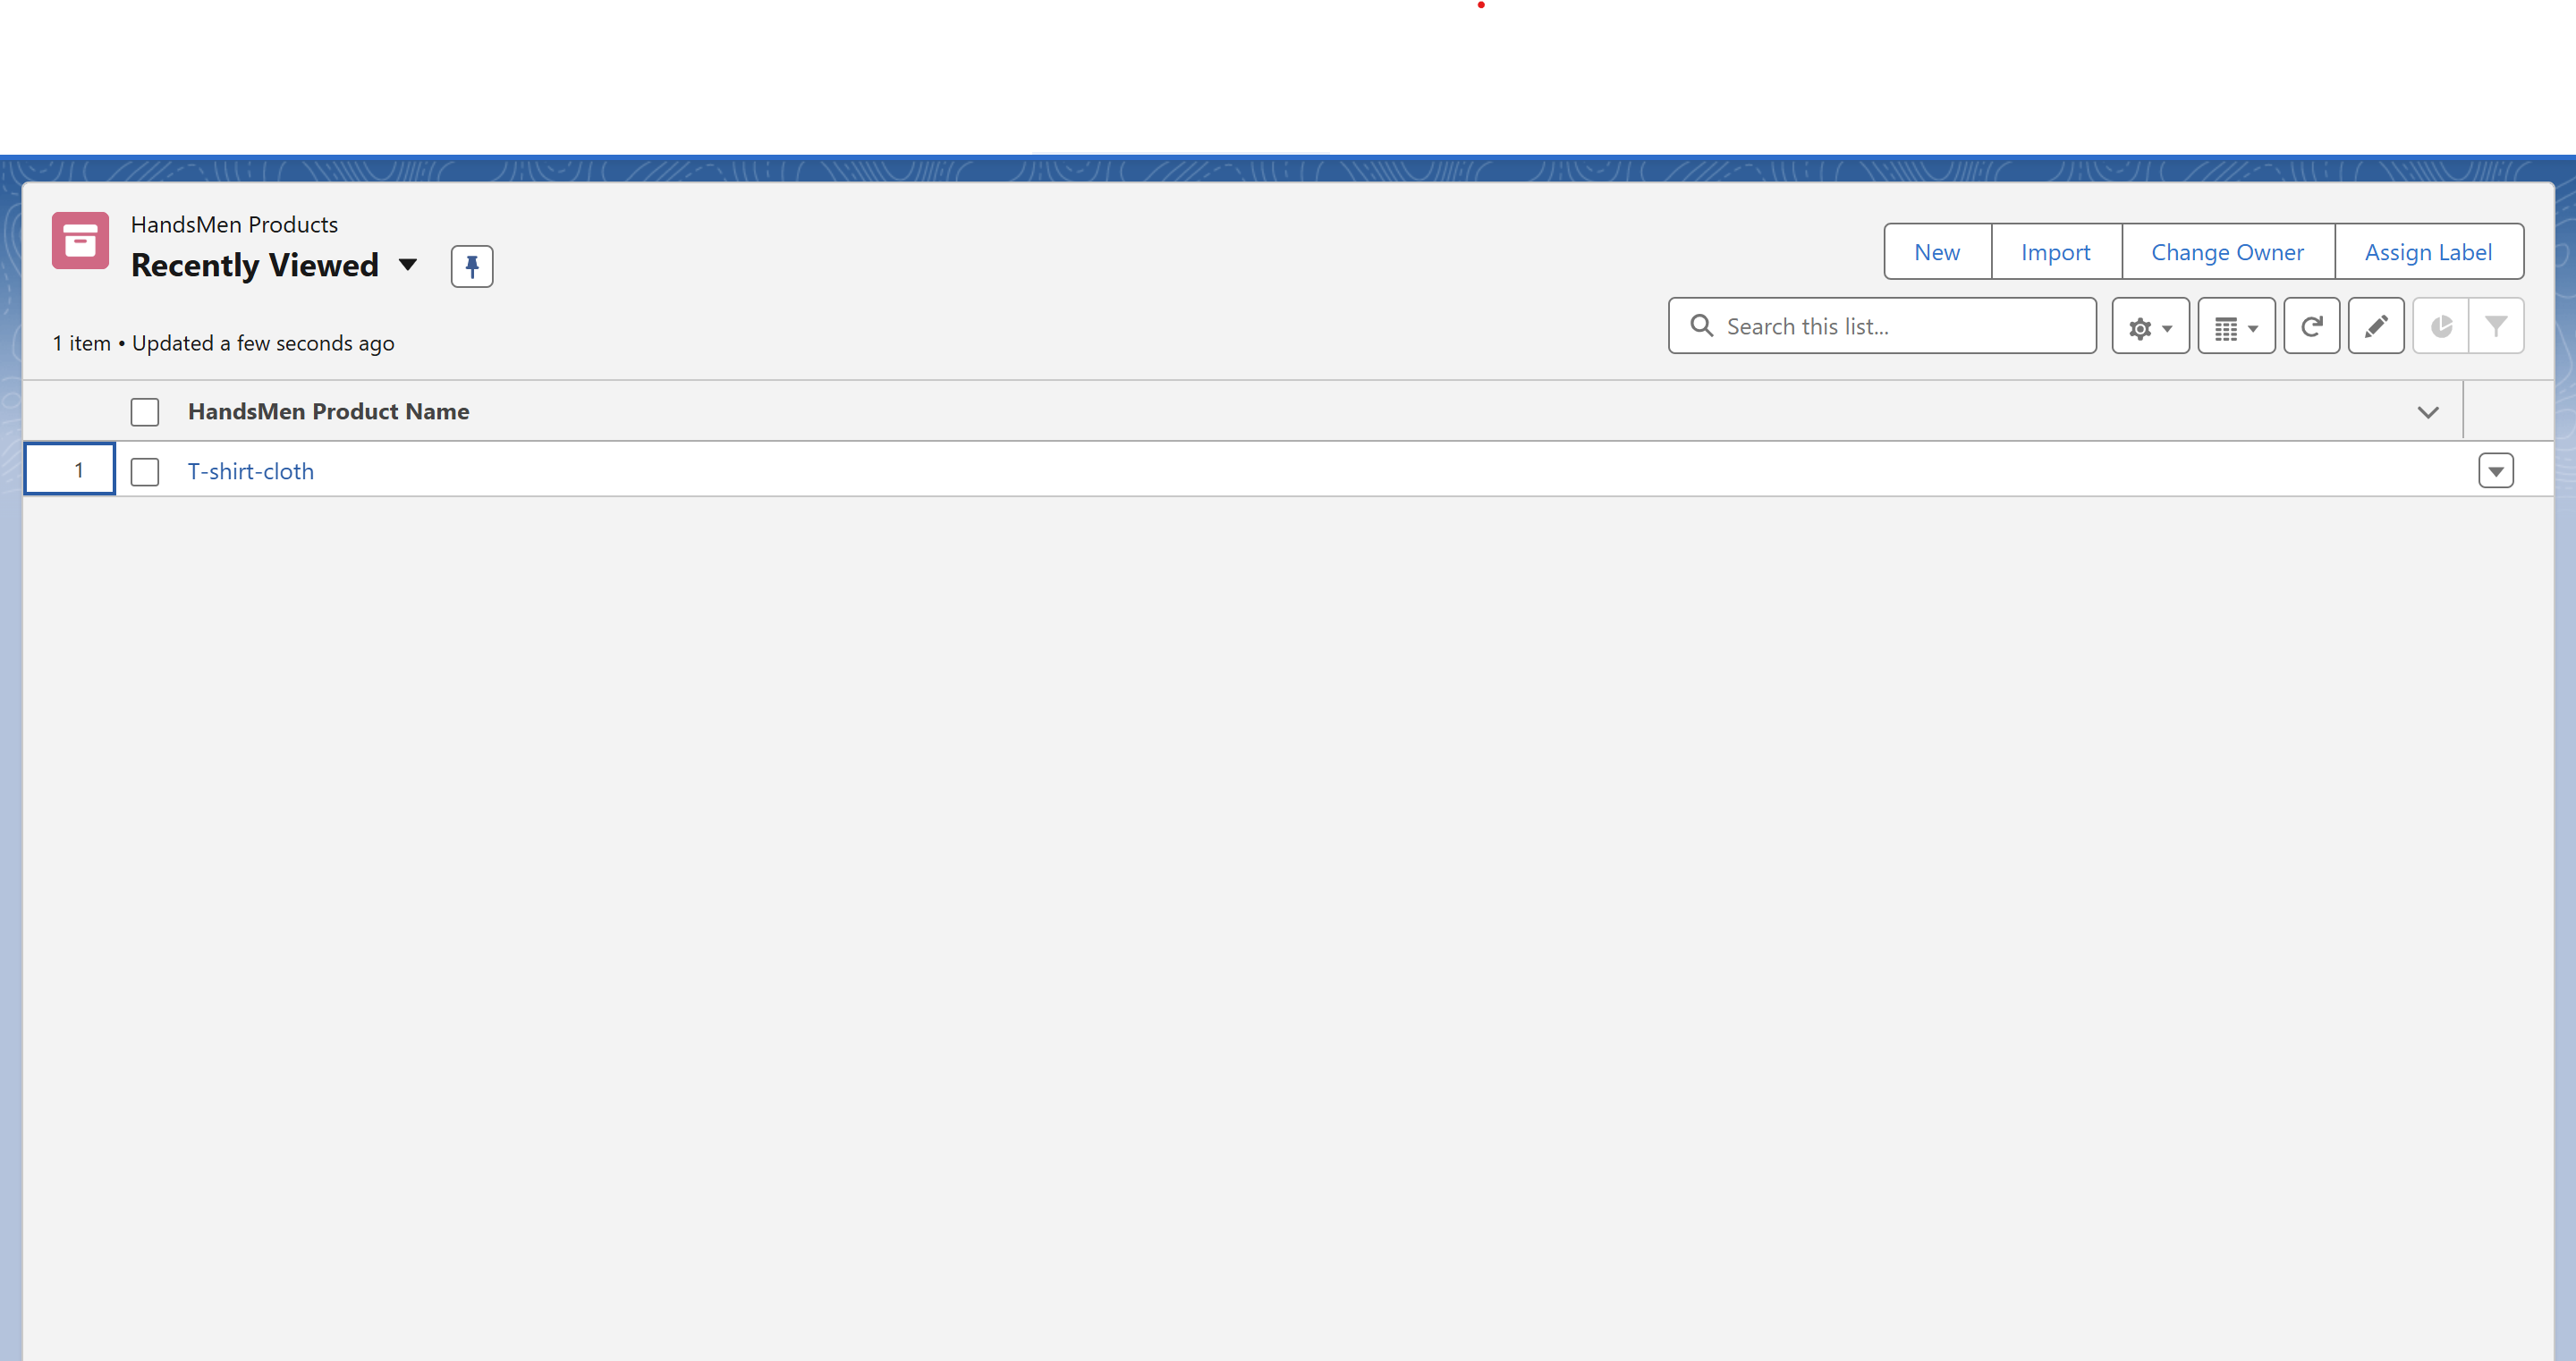 HandsMen Products
Recently Viewed
New
Import
Change Owner
Assign Label
1 item • Updated a few seconds ago
Search this list...
HandsMen Product Name
1
T-shirt-cloth